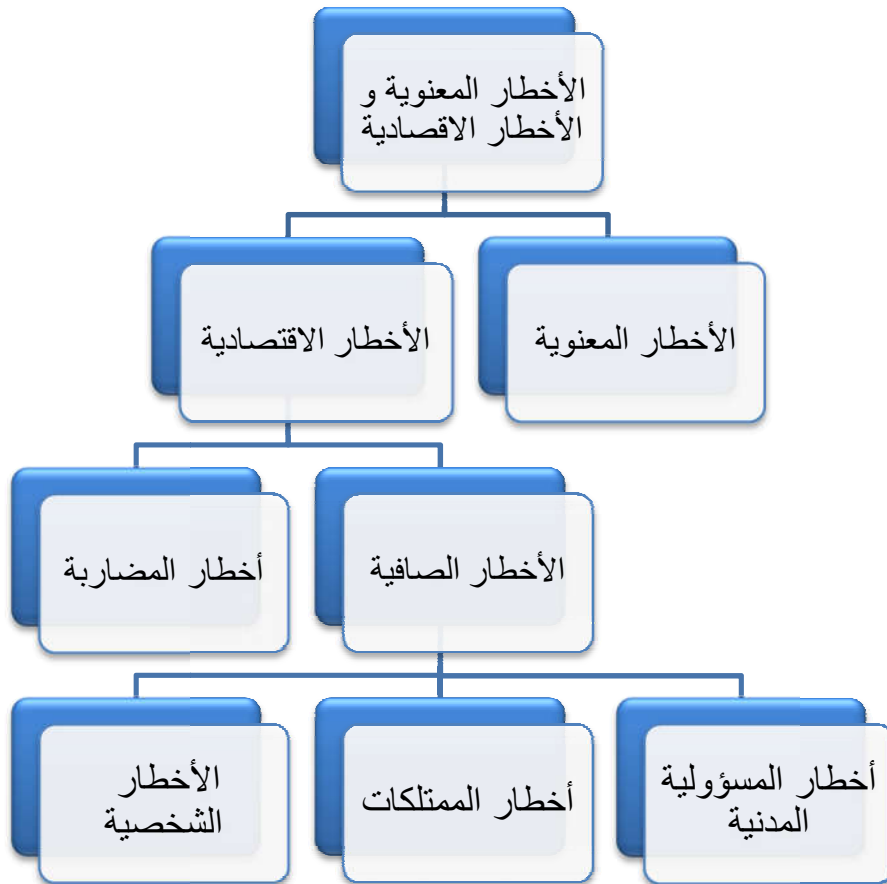 الأخطار المعنوية و
الأخطار الاقصادية
الأخطار المعنوية
الأخطار الاقتصادية
الأخطار الصافية
أخطار المضاربة
أخطار المسؤولية
المدنية
أخطار الممتلكات
الأخطار
الشخصية